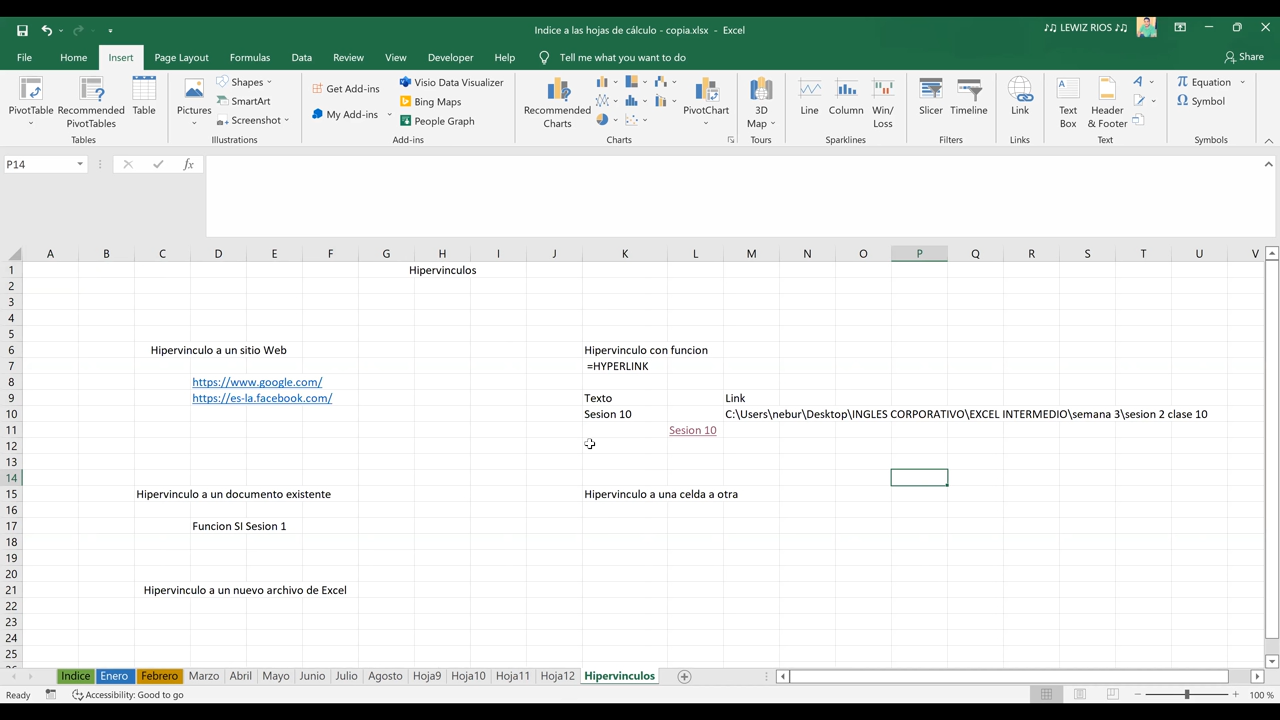 Indice a las hojas de cálculo - copia.xlsx - Excel
♪♫ LEWIZ RIOS ♪♫
File Home Insert Page Layout Formulas Data Review View Developer Help Tell me what you want to do Share
PivotTable
Recommended PivotTables
Table
Tables
Pictures
Shapes
SmartArt
Screenshot
Illustrations
Get Add-ins
My Add-ins
Visio Data Visualizer
Bing Maps
People Graph
Add-ins
Recommended Charts
PivotChart
Charts
3D Map
Tours
Line
Column
Win/Loss
Sparklines
Slicer
Timeline
Filters
Link
Links
Text Box
Header & Footer
Text
Equation
Symbol
Symbols
P14
fx
A B C D E F G H I J K L M N O P Q R S T U V
1 Hipervinculos
2
3
4
5
6 Hipervinculo a un sitio Web Hipervinculo con funcion
7 =HYPERLINK
8 https://www.google.com/
9 https://es-la.facebook.com/ Texto Link
10 Sesion 10 C:\Users\nebur\Desktop\INGLES CORPORATIVO\EXCEL INTERMEDIO\semana 3\sesion 2 clase 10
11 Sesion 10
12
13
14
15 Hipervinculo a un documento existente Hipervinculo a una celda a otra
16
17 Funcion SI Sesion 1
18
19
20
21 Hipervinculo a un nuevo archivo de Excel
22
23
24
25
Indice Enero Febrero Marzo Abril Mayo Junio Julio Agosto Hoja9 Hoja10 Hoja11 Hoja12 Hipervinculos
Ready Accessibility: Good to go 100 %